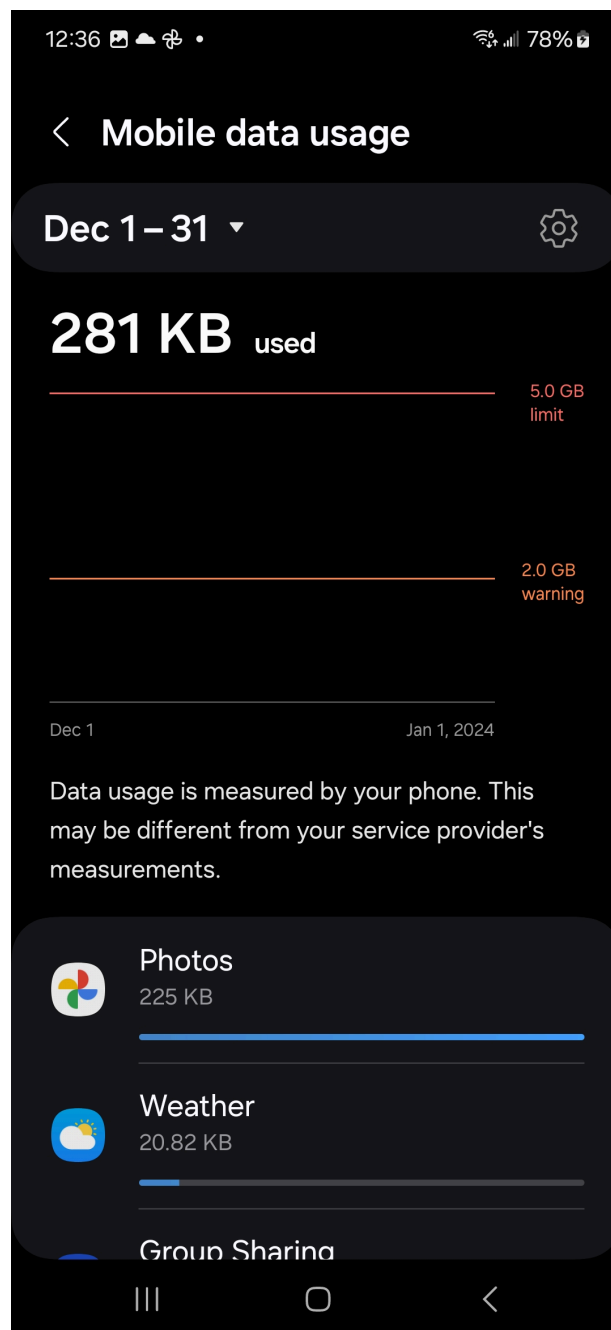 12:36
78%
Mobile data usage
Dec 1 – 31
281 KB used
5.0 GB
limit
2.0 GB
warning
Dec 1
Jan 1, 2024
Data usage is measured by your phone. This
may be different from your service provider's
measurements.
Photos
225 KB
Weather
20.82 KB
Group Sharing